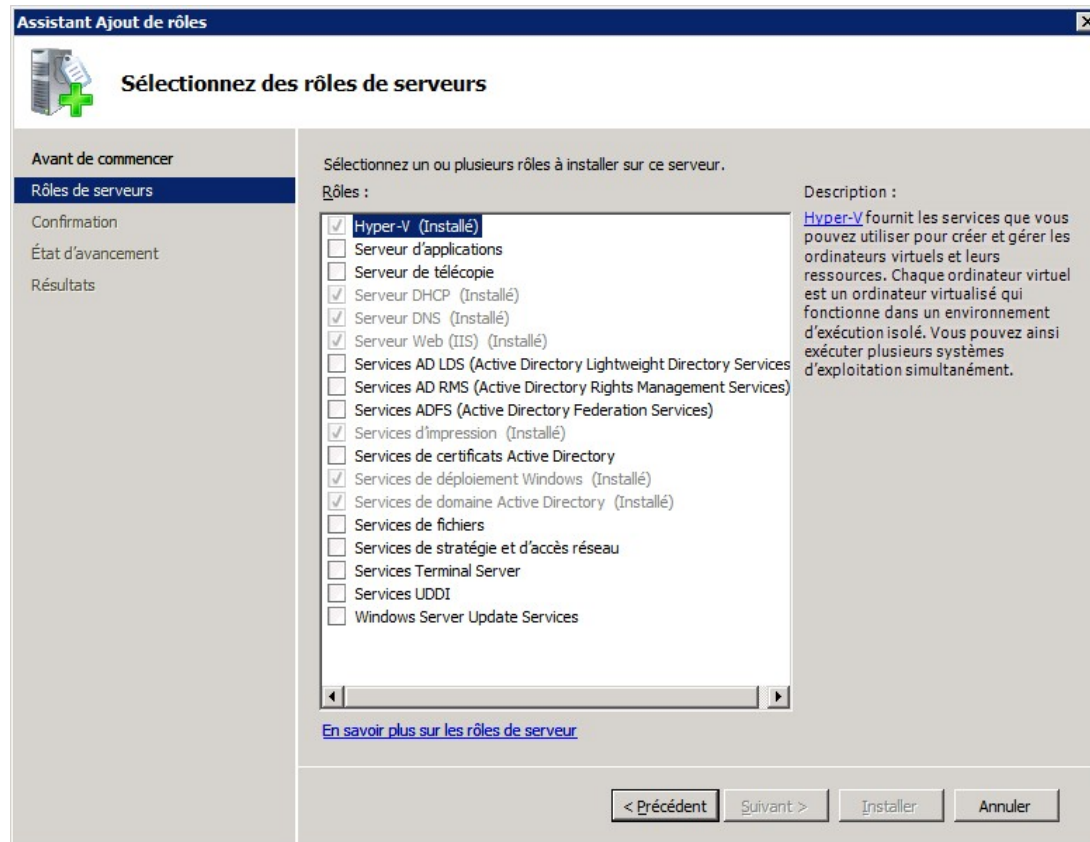 Assistant Ajout de rôles
Sélectionnez des rôles de serveurs
Avant de commencer
Rôles de serveurs
Confirmation
État d'avancement
Résultats
Sélectionnez un ou plusieurs rôles à installer sur ce serveur.
Rôles :
Hyper-V (Installé)
Serveur d'applications
Serveur de télécopie
Serveur DHCP (Installé)
Serveur DNS (Installé)
Serveur Web (IIS) (Installé)
Services AD LDS (Active Directory Lightweight Directory Services
Services AD RMS (Active Directory Rights Management Services)
Services ADFS (Active Directory Federation Services)
Services d'impression (Installé)
Services de certificats Active Directory
Services de déploiement Windows (Installé)
Services de domaine Active Directory (Installé)
Services de fichiers
Services de stratégie et d'accès réseau
Services Terminal Server
Services UDDI
Windows Server Update Services
En savoir plus sur les rôles de serveur
Description :
Hyper-V fournit les services que vous
pouvez utiliser pour créer et gérer les
ordinateurs virtuels et leurs
ressources. Chaque ordinateur virtuel
est un ordinateur virtualisé qui
fonctionne dans un environnement
d'exécution isolé. Vous pouvez ainsi
exécuter plusieurs systèmes
d'exploitation simultanément.
< Précédent
Suivant >
Installer
Annuler